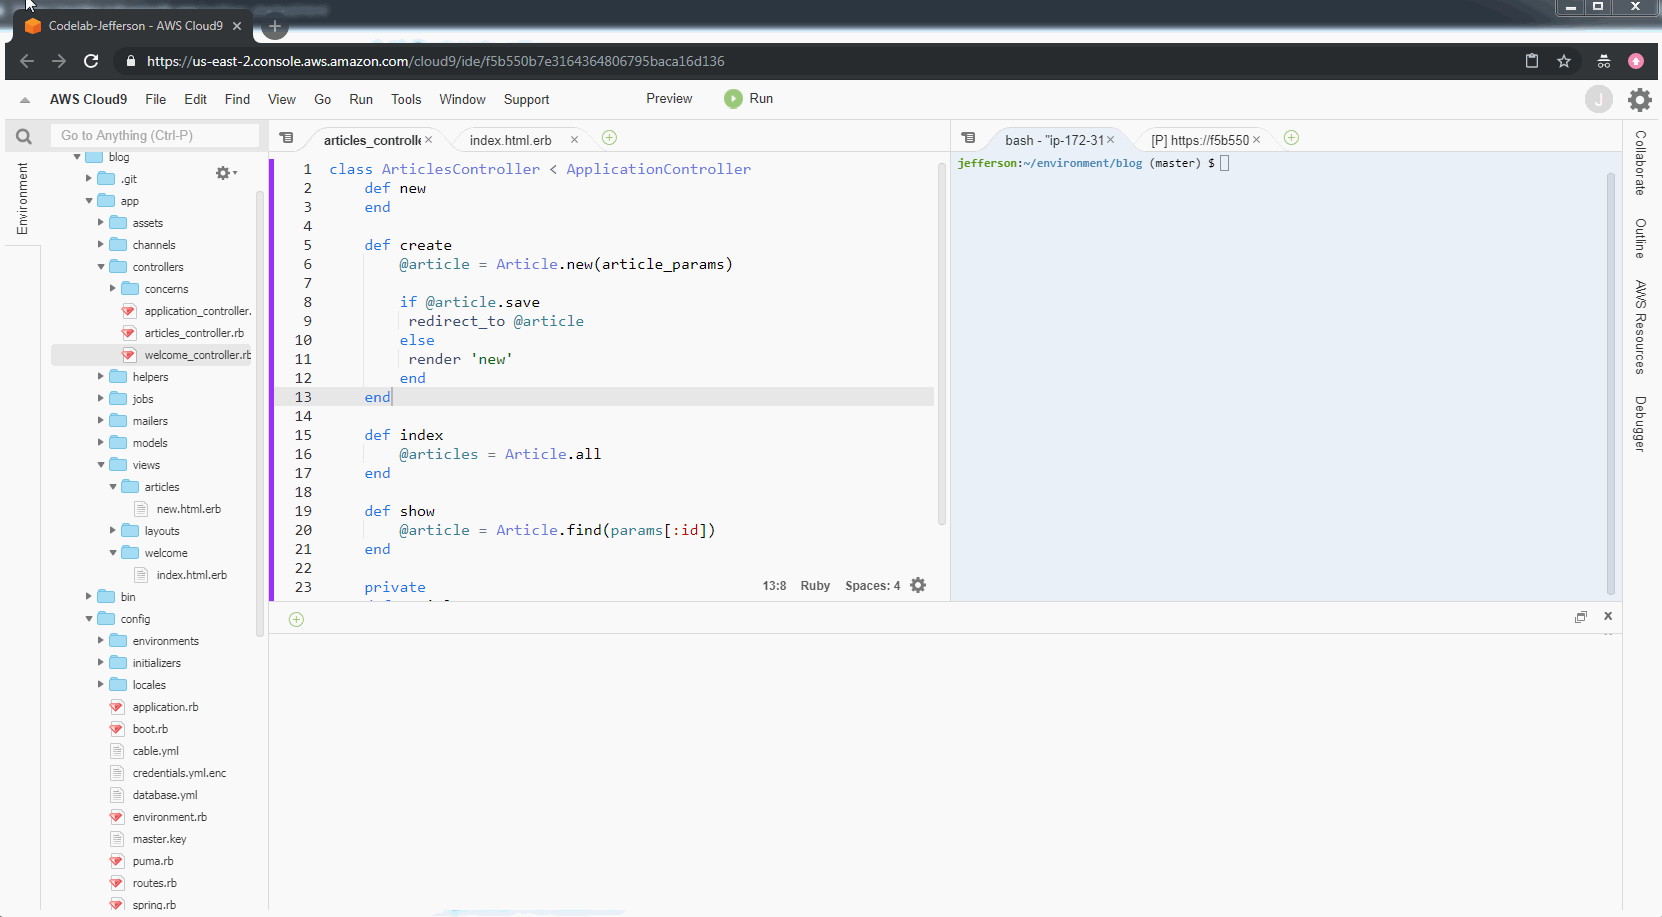 Codelab-Jefferson - AWS Cloud9
https://us-east-2.console.aws.amazon.com/cloud9/ide/f5b550b7e3164364806795baca16d136
AWS Cloud9 File Edit Find View Go Run Tools Window Support Preview Run J
Go to Anything (Ctrl-P)
Environment
blog
.git
app
assets
channels
controllers
concerns
application_controller.
articles_controller.rb
welcome_controller.rb
helpers
jobs
mailers
models
views
articles
new.html.erb
layouts
welcome
index.html.erb
bin
config
environments
initializers
locales
application.rb
boot.rb
cable.yml
credentials.yml.enc
database.yml
environment.rb
master.key
puma.rb
routes.rb
spring.rb
articles_controlle index.html.erb
1 class ArticlesController < ApplicationController
2 def new
3 end
4
5 def create
6 @article = Article.new(article_params)
7
8 if @article.save
9 redirect_to @article
10 else
11 render 'new'
12 end
13 end
14
15 def index
16 @articles = Article.all
17 end
18
19 def show
20 @article = Article.find(params[:id])
21 end
22
23 private
13:8 Ruby Spaces: 4
bash - "ip-172-31 [P] https://f5b550
jefferson:~/environment/blog (master) $
Collaborate
Outline
AWS Resources
Debugger